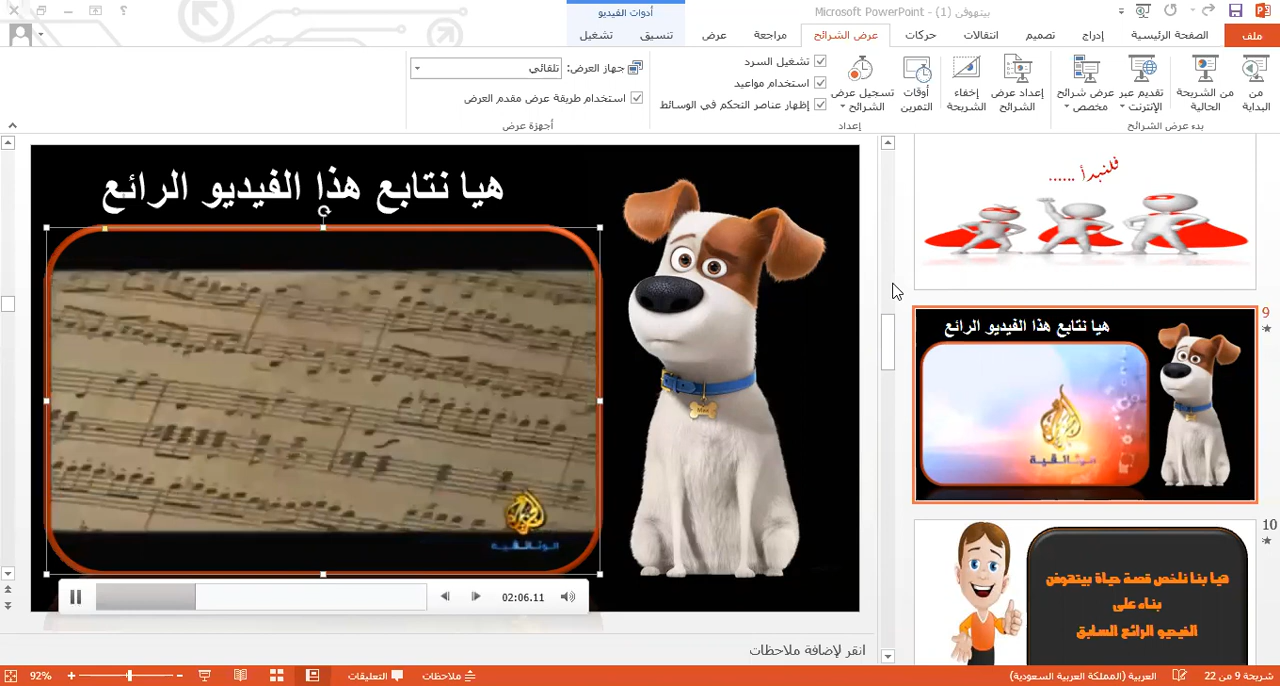 بيتهوفن (1) - Microsoft PowerPoint
أدوات الفيديو
ملف
الصفحة الرئيسية
إدراج
تصميم
انتقالات
حركات
عرض الشرائح
مراجعة
عرض
تنسيق
تشغيل
من البداية
من الشريحة الحالية
تقديم عبر الإنترنت
عرض شرائح مخصص
بدء عرض الشرائح
إعداد عرض الشرائح
إخفاء الشريحة
أوقات التمرين
تسجيل عرض الشرائح
تشغيل السرد
استخدام مواعيد
إظهار عناصر التحكم في الوسائط
إعداد
جهاز العرض:
تلقائي
استخدام طريقة عرض مقدم العرض
أجهزة عرض
هيا نتابع هذا الفيديو الرائع
الوثائقية
Max
02:06.11
انقر لإضافة ملاحظات
فلنبدأ ......
9
هيا نتابع هذا الفيديو الرائع
الوثائقية
10
هيا بنا نلخص قصة حياة بيتهوفن
بناء على
الفيديو الرائع السابق
شريحة 9 من 22
العربية (المملكة العربية السعودية)
ملاحظات
التعليقات
92%